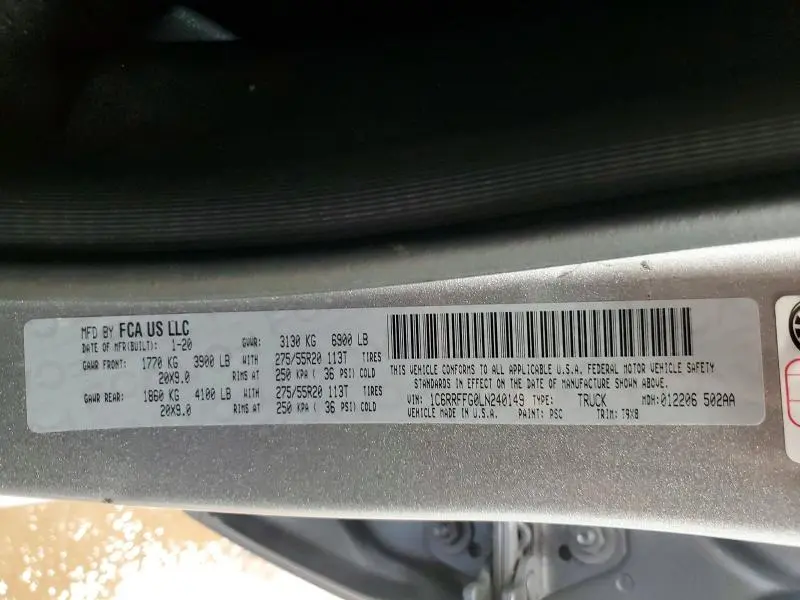 MFD BY FCA US LLC
DATE OF MFR(BUILT): 1-20 GVWR: 3130 KG 6900 LB
GAWR FRONT: 1770 KG 3900 LB WITH 275/55R20 113T TIRES
20X9.0 RIMS AT 250 KPA ( 36 PSI) COLD
GAWR REAR: 1860 KG 4100 LB WITH 275/55R20 113T TIRES
20X9.0 RIMS AT 250 KPA ( 36 PSI) COLD
THIS VEHICLE CONFORMS TO ALL APPLICABLE U.S.A. FEDERAL MOTOR VEHICLE SAFETY
STANDARDS IN EFFECT ON THE DATE OF MANUFACTURE SHOWN ABOVE.
VIN: 1C6RRFFG0LN240149 TYPE: TRUCK MDH: 012206 502AA
VEHICLE MADE IN U.S.A. PAINT: PSC TRIM: T9X8